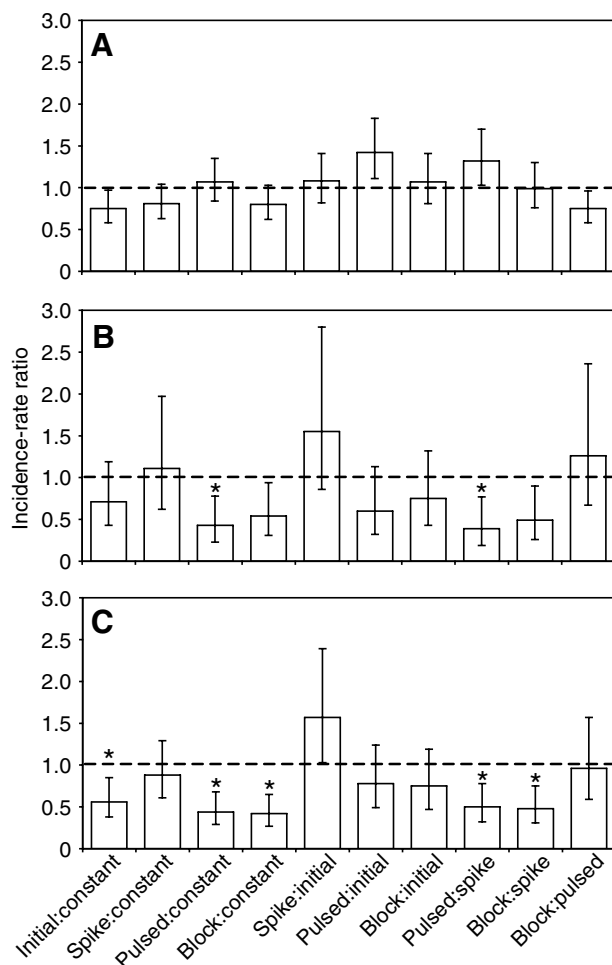 3.0
A
2.5
2.0
1.5
1.0
0.5
0
3.0
B
2.5
2.0
1.5
*
*
1.0
0.5
0
Incidence-rate ratio
3.0
C
2.5
2.0
1.5
*
1.0
*
*
*
*
0.5
0
Initial:constant
Spike:constant
Pulsed:constant
Block:constant
Spike:initial
Pulsed:initial
Block:initial
Pulsed:spike
Block:spike
Block:pulsed